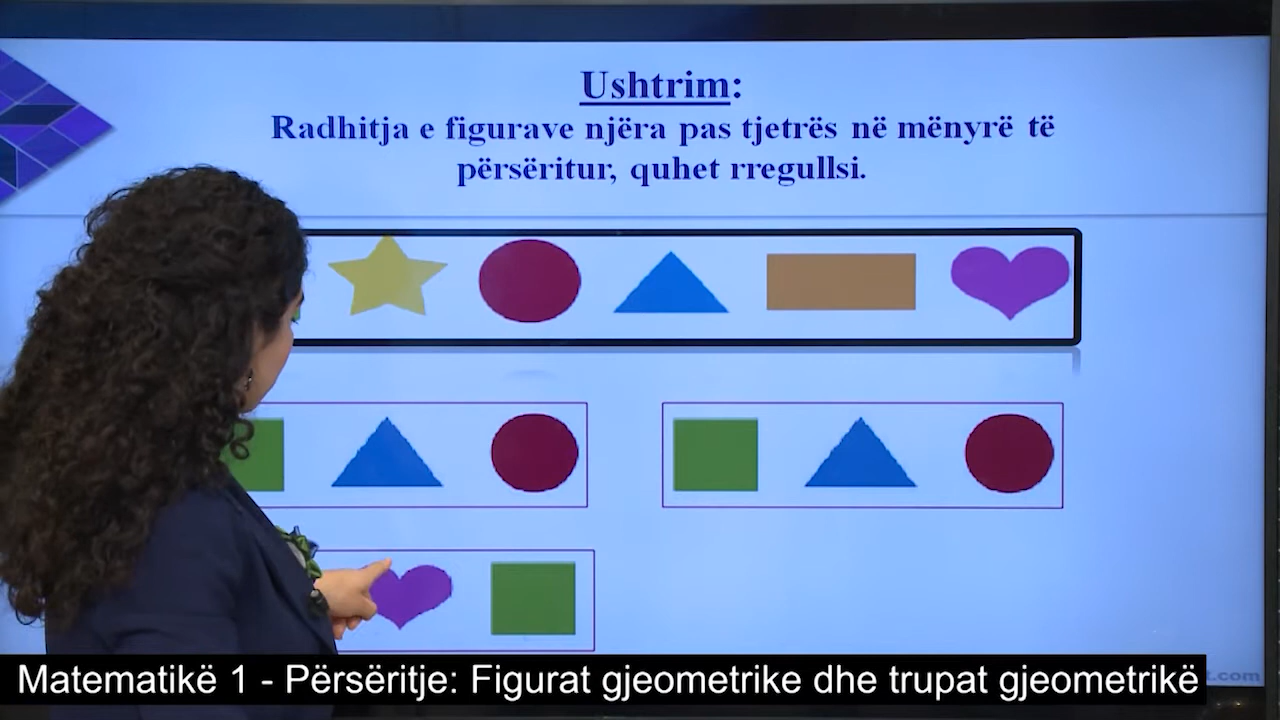 Ushtrim:
Radhitja e figurave njëra pas tjetrës në mënyrë të
përsëritur, quhet rregullsi.
Matematikë 1 - Përsëritje: Figurat gjeometrike dhe trupat gjeometrikë